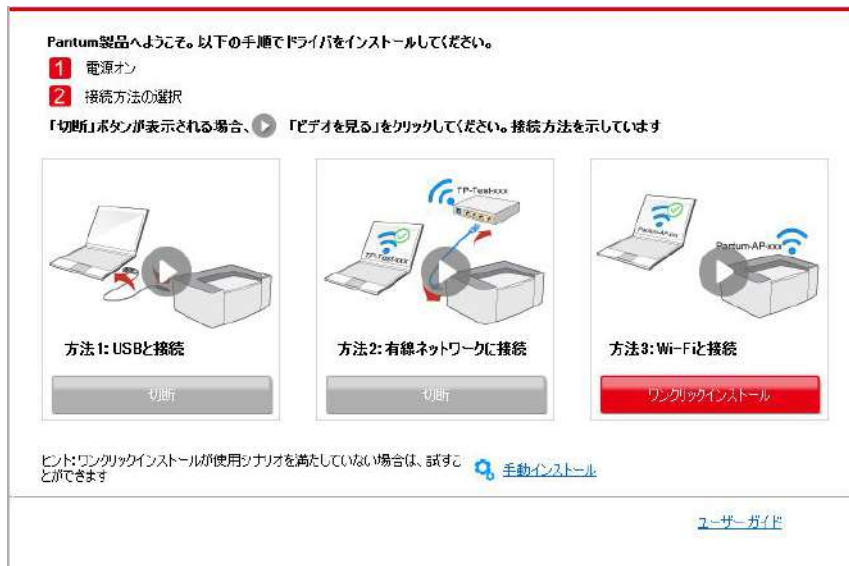 Pantum製品へようこそ。以下の手順でドライバをインストールしてください。
1 電源オン
2 接続方法の選択
「切断」ボタンが表示される場合、「ビデオを見る」をクリックしてください。接続方法を示しています
TP-Test-xxx
TP-Test-xxx
Pantum-AP-xxx
Pantum-AP-xxx
方法1: USBと接続
方法2: 有線ネットワークに接続
方法3: Wi-Fiと接続
切断
切断
ワンクリックインストール
ヒント:ワンクリックインストールが使用シナリオを満たしていない場合は、試すこ
とができます
手動インストール
ユーザーガイド